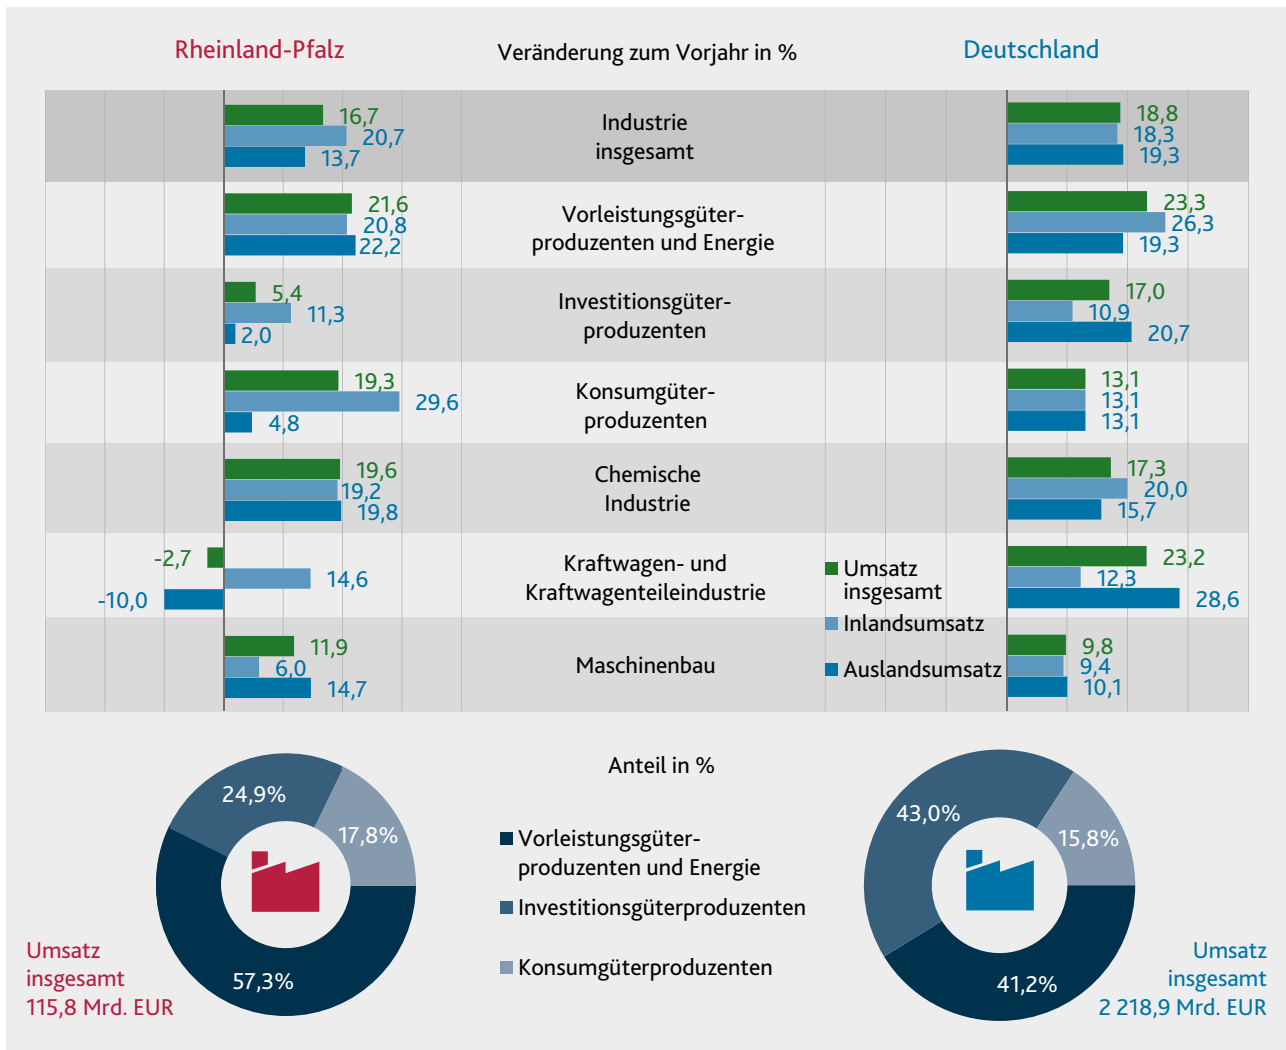 Rheinland-Pfalz
Veränderung zum Vorjahr in %
Deutschland
16,7
20,7
13,7
Industrie
insgesamt
18,8
18,3
19,3
21,6
20,8
22,2
Vorleistungsgüter-
produzenten und Energie
23,3
26,3
19,3
5,4
11,3
2,0
Investitionsgüter-
produzenten
17,0
10,9
20,7
19,3
29,6
4,8
Konsumgüter-
produzenten
13,1
13,1
13,1
19,6
19,2
19,8
Chemische
Industrie
17,3
20,0
15,7
-2,7
14,6
-10,0
Kraftwagen- und
Kraftwagenteileindustrie
23,2
12,3
28,6
11,9
6,0
14,7
Maschinenbau
9,8
9,4
10,1
Umsatz
insgesamt
Inlandsumsatz
Auslandsumsatz
Anteil in %
24,9%
17,8%
57,3%
Umsatz
insgesamt
115,8 Mrd. EUR
Vorleistungsgüter-
produzenten und Energie
Investitionsgüterproduzenten
Konsumgüterproduzenten
43,0%
15,8%
41,2%
Umsatz
insgesamt
2 218,9 Mrd. EUR